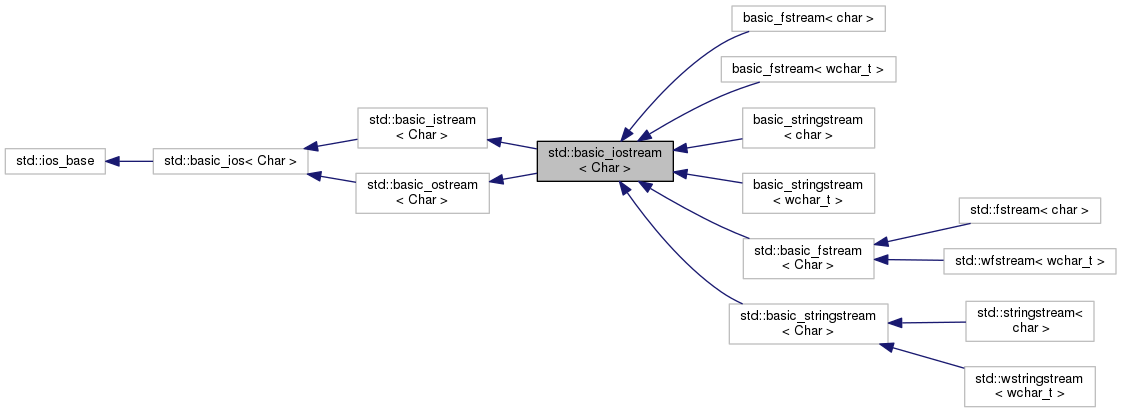 std::ios_base
std::basic_ios< Char >
std::basic_istream
< Char >
std::basic_ostream
< Char >
std::basic_iostream
< Char >
basic_fstream< char >
basic_fstream< wchar_t >
basic_stringstream
< char >
basic_stringstream
< wchar_t >
std::basic_fstream
< Char >
std::basic_stringstream
< Char >
std::fstream< char >
std::wfstream< wchar_t >
std::stringstream<
char >
std::wstringstream
< wchar_t >